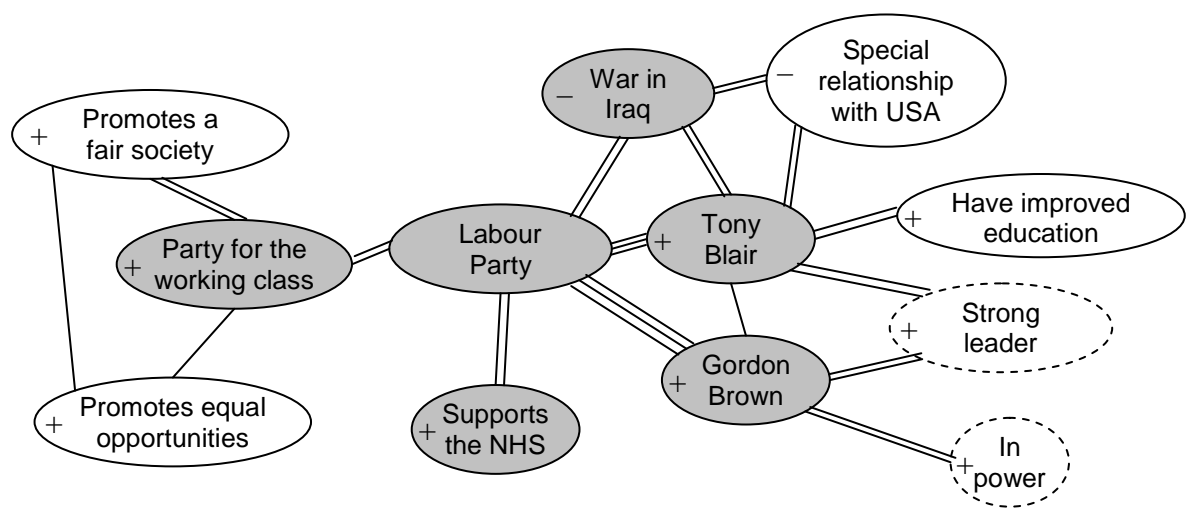 War in
Iraq
−
Special
relationship
with USA
−
Promotes a
fair society
+
Party for the
working class
+
Labour
Party
Tony
Blair
+
Have improved
education
+
Strong
leader
+
Gordon
Brown
+
Promotes equal
opportunities
+
Supports
the NHS
+
In
power
+